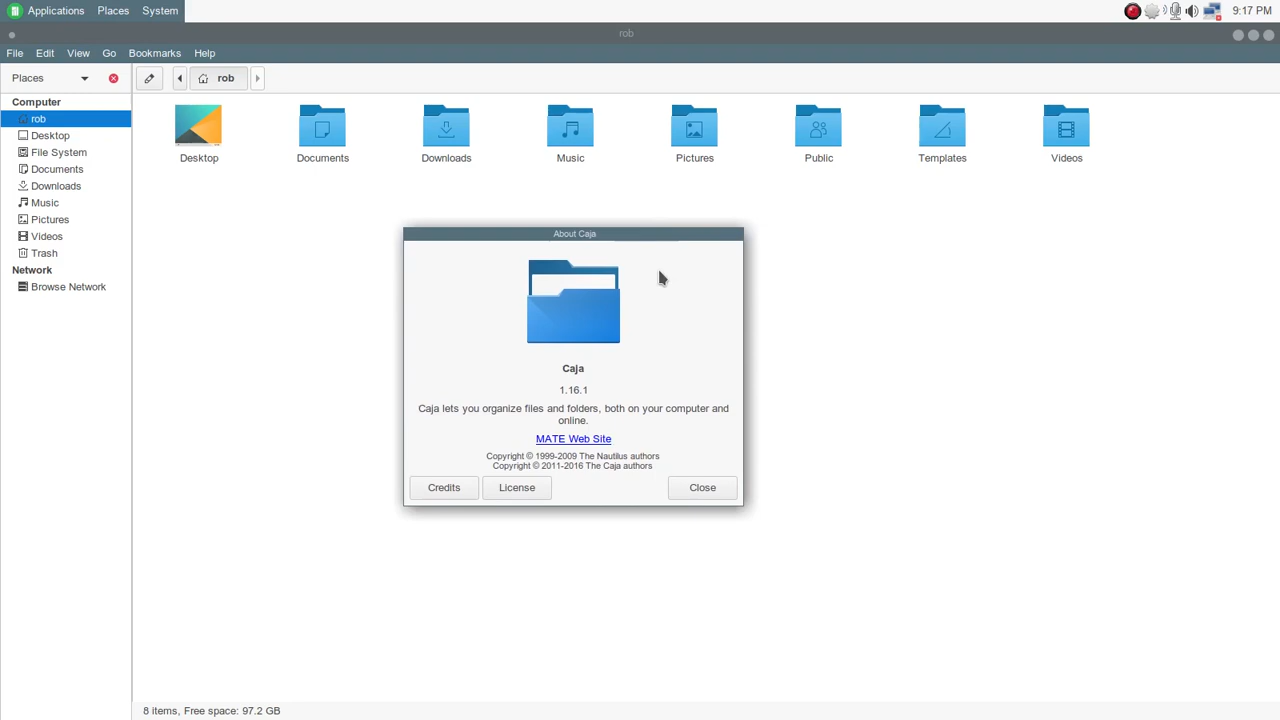 Applications Places System 9:17 PM
rob
File Edit View Go Bookmarks Help
Places rob
Computer
rob
Desktop
File System
Documents
Downloads
Music
Pictures
Videos
Trash
Network
Browse Network
Desktop Documents Downloads Music Pictures Public Templates Videos
About Caja
Caja
1.16.1
Caja lets you organize files and folders, both on your computer and
online.
MATE Web Site
Copyright © 1999-2009 The Nautilus authors
Copyright © 2011-2016 The Caja authors
Credits License Close
8 items, Free space: 97.2 GB